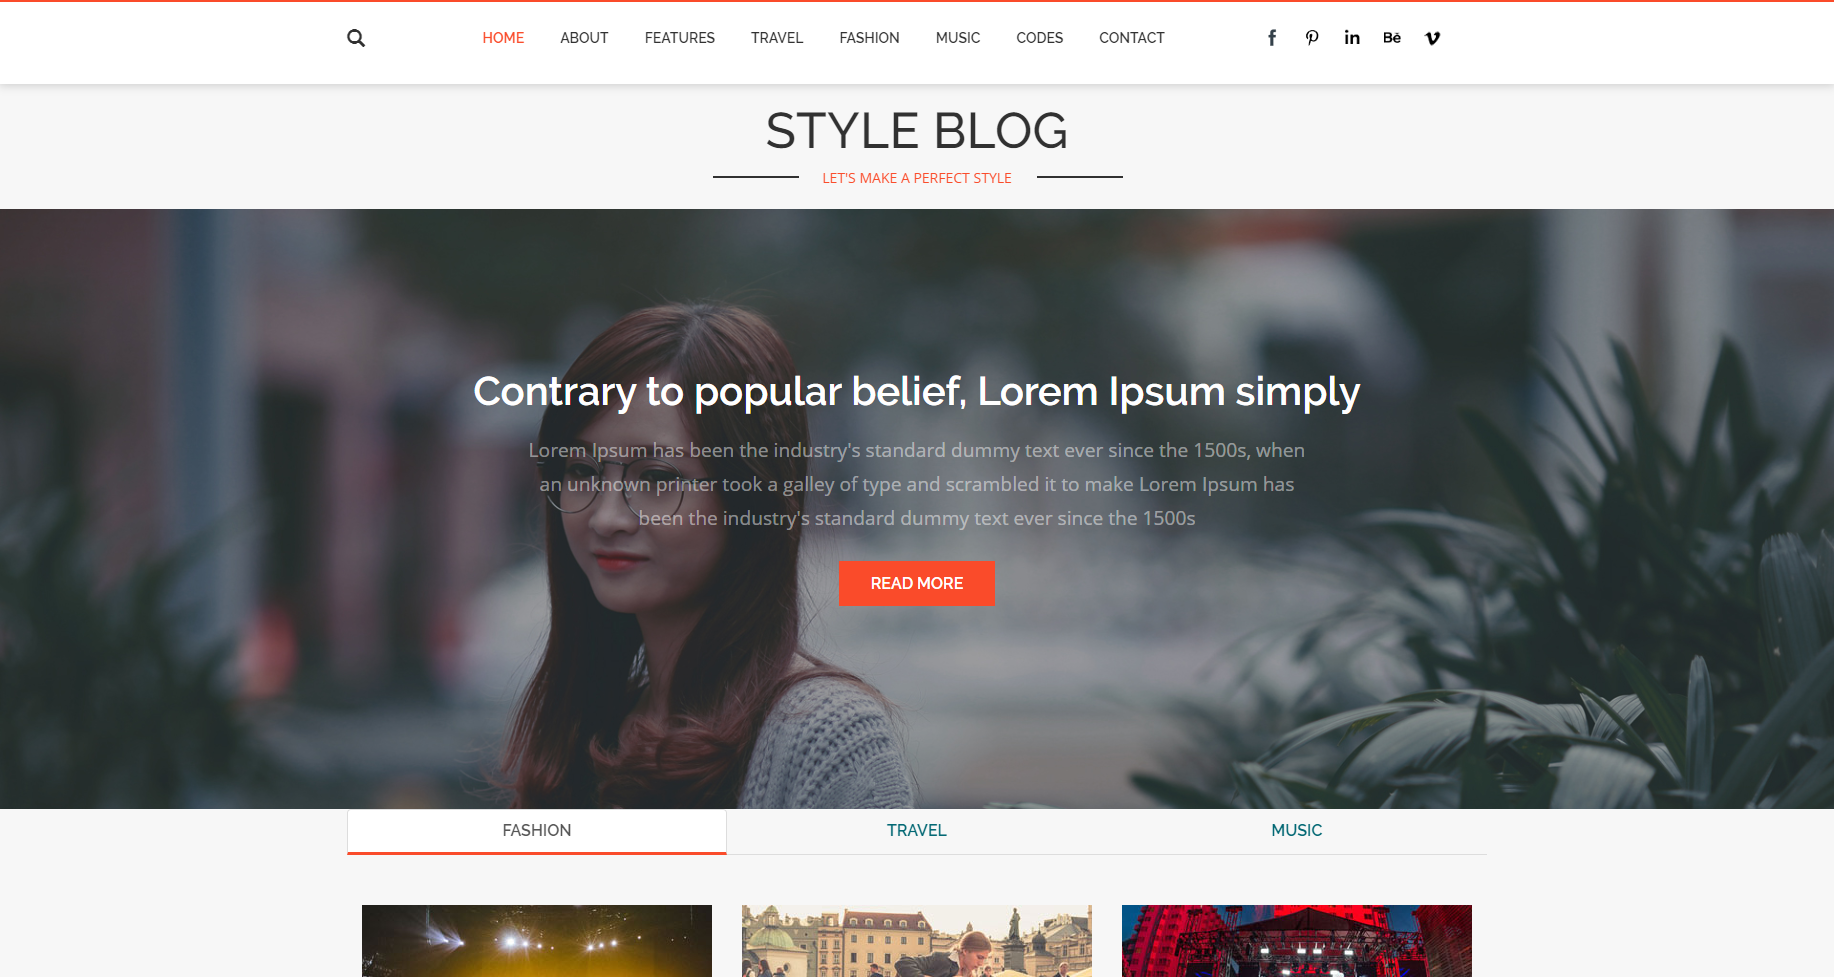 HOME ABOUT FEATURES TRAVEL FASHION MUSIC CODES CONTACT
STYLE BLOG
LET'S MAKE A PERFECT STYLE
Contrary to popular belief, Lorem Ipsum simply
Lorem Ipsum has been the industry's standard dummy text ever since the 1500s, when
an unknown printer took a galley of type and scrambled it to make Lorem Ipsum has
been the industry's standard dummy text ever since the 1500s
READ MORE
FASHION TRAVEL MUSIC